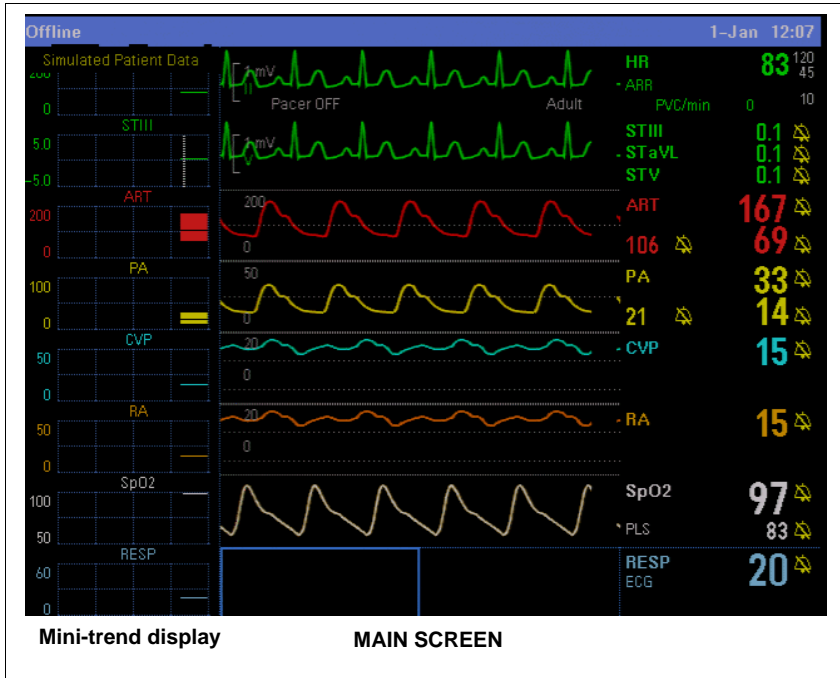 Offline 1-Jan 12:07
Simulated Patient Data
200
0
STIII
5.0
-5.0
ART
200
0
PA
100
0
CVP
50
0
RA
50
0
SpO2
100
50
RESP
60
0
1 mV
II
Pacer OFF Adult
1 mV
V
200
0
50
0
20
0
20
0
HR 83 120
45
ARR
PVC/min 0 10
STIII 0.1
STaVL 0.1
STV 0.1
ART 167
106 69
PA 33
21 14
CVP 15
RA 15
SpO2 97
PLS 83
RESP 20
ECG
Mini-trend display MAIN SCREEN